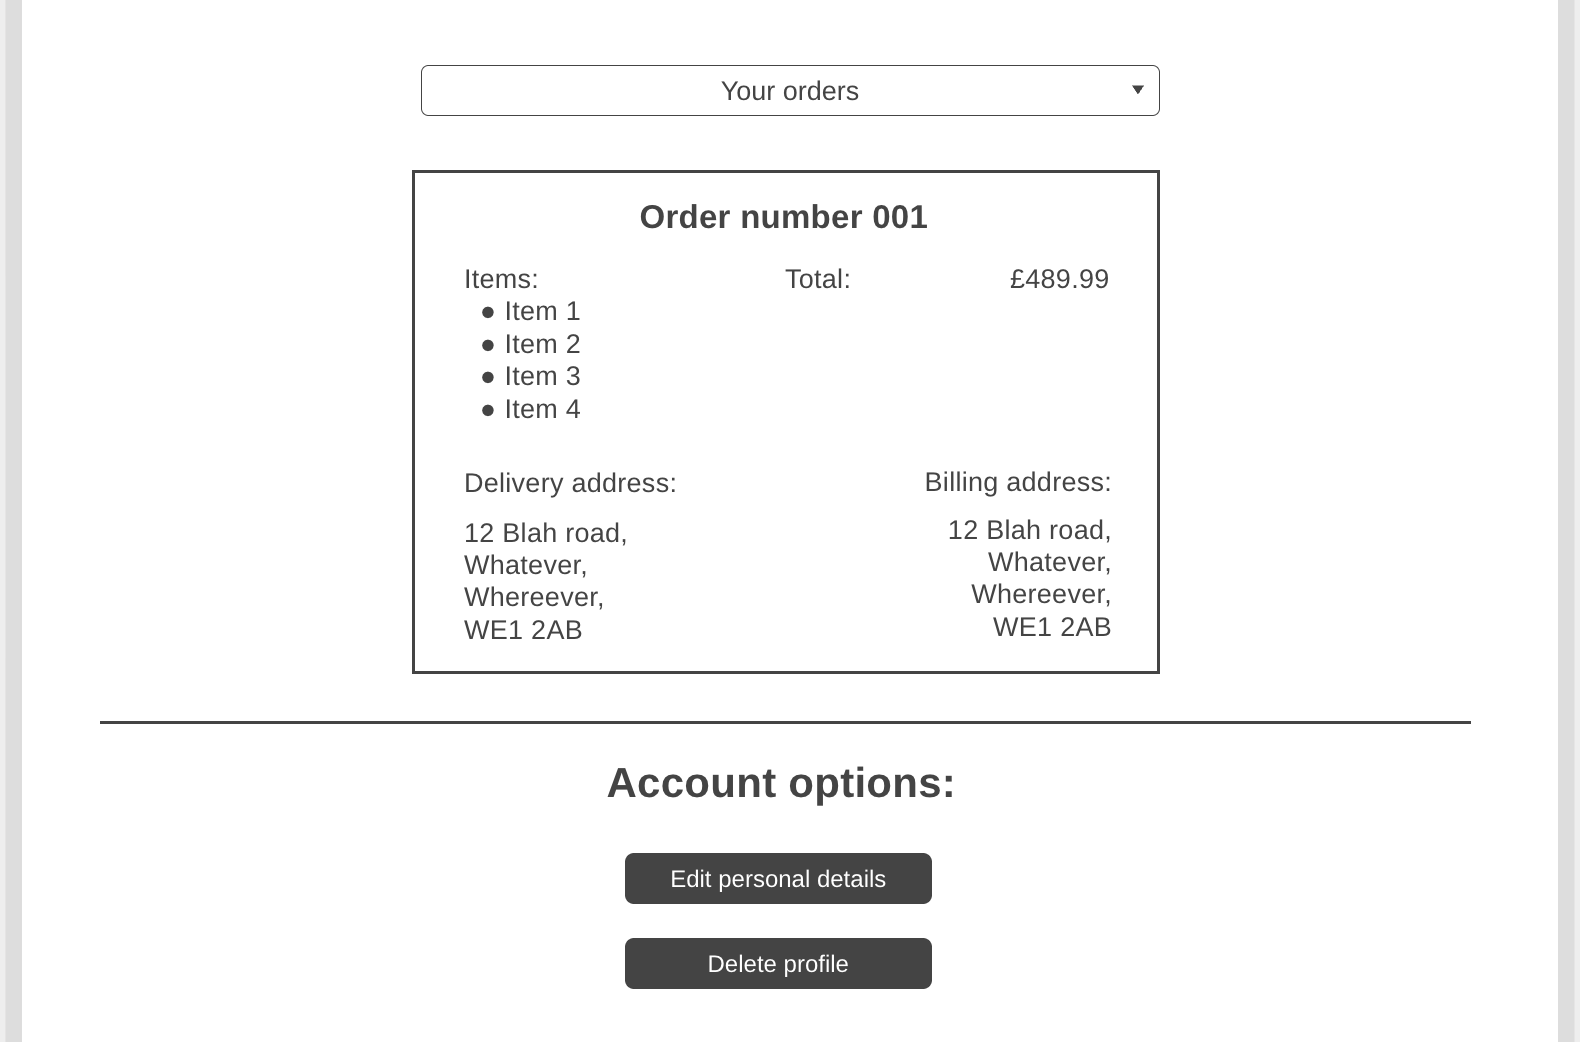 Your orders
Order number 001
Items: Total: £489.99
● Item 1
● Item 2
● Item 3
● Item 4
Delivery address: Billing address:
12 Blah road, 12 Blah road,
Whatever, Whatever,
Whereever, Whereever,
WE1 2AB WE1 2AB
Account options:
Edit personal details
Delete profile